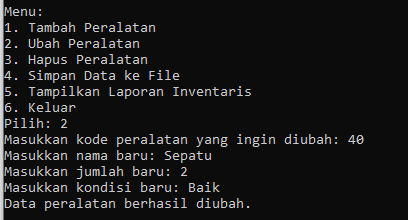 Menu:
1. Tambah Peralatan
2. Ubah Peralatan
3. Hapus Peralatan
4. Simpan Data ke File
5. Tampilkan Laporan Inventaris
6. Keluar
Pilih: 2
Masukkan kode peralatan yang ingin diubah: 40
Masukkan nama baru: Sepatu
Masukkan jumlah baru: 2
Masukkan kondisi baru: Baik
Data peralatan berhasil diubah.